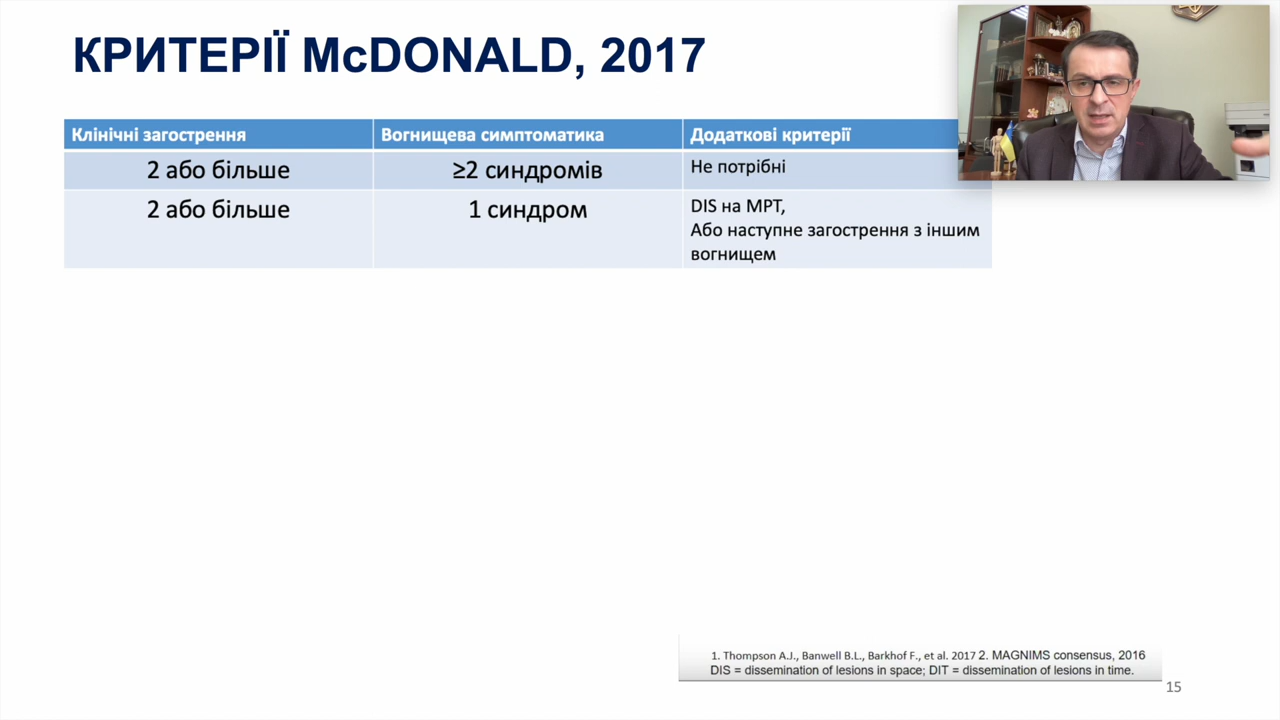 КРИТЕРІЇ McDONALD, 2017
Клінічні загострення
Вогнищева симптоматика
Додаткові критерії
2 або більше
≥2 синдромів
Не потрібні
2 або більше
1 синдром
DIS на МРТ,
Або наступне загострення з іншим
вогнищем
1. Thompson A.J., Banwell B.L., Barkhof F., et al. 2017 2. MAGNIMS consensus, 2016
DIS = dissemination of lesions in space; DIT = dissemination of lesions in time.
15